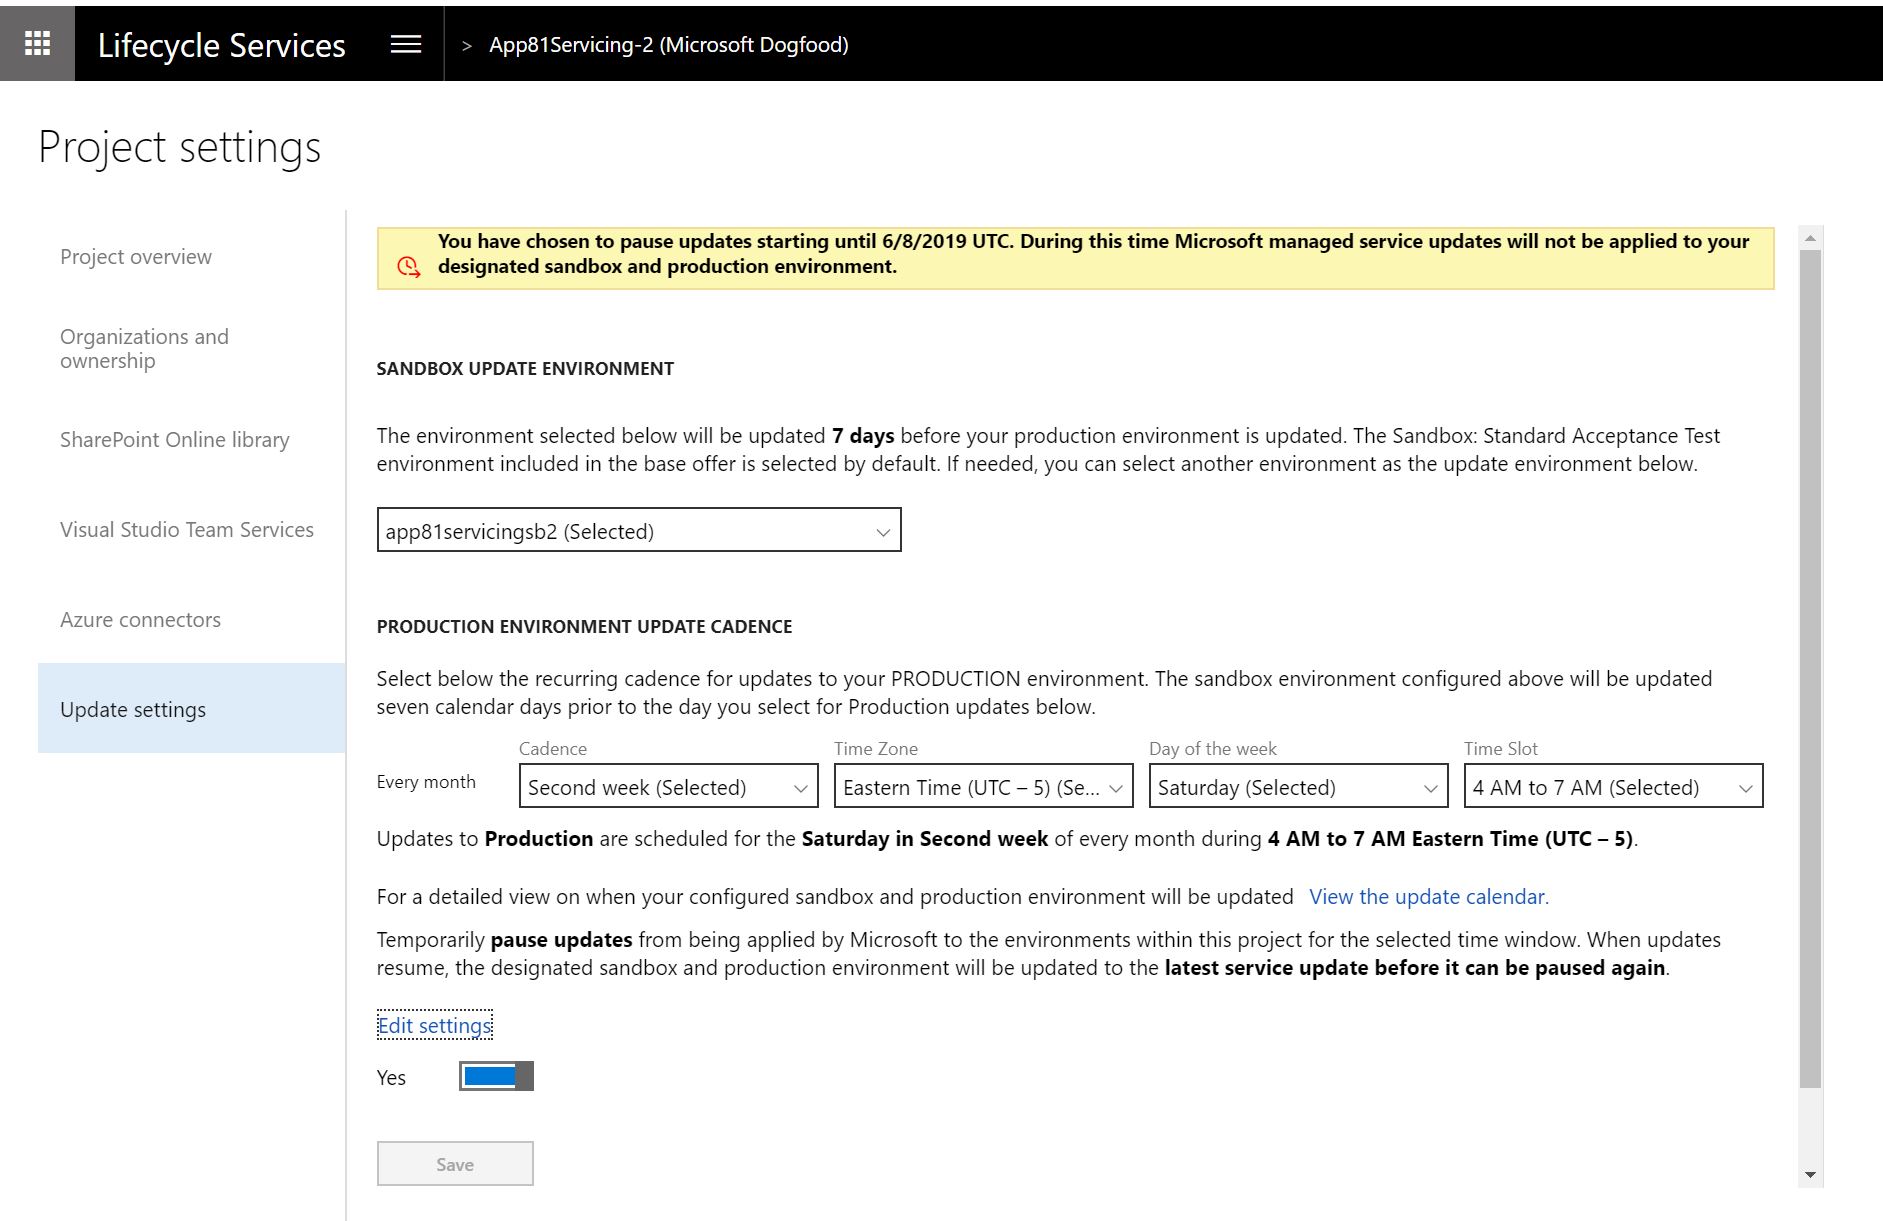 Lifecycle Services
> App81Servicing-2 (Microsoft Dogfood)
Project settings
Project overview
Organizations and
ownership
SharePoint Online library
Visual Studio Team Services
Azure connectors
Update settings
You have chosen to pause updates starting until 6/8/2019 UTC. During this time Microsoft managed service updates will not be applied to your
designated sandbox and production environment.
SANDBOX UPDATE ENVIRONMENT
The environment selected below will be updated 7 days before your production environment is updated. The Sandbox: Standard Acceptance Test
environment included in the base offer is selected by default. If needed, you can select another environment as the update environment below.
app81servicingsb2 (Selected)
PRODUCTION ENVIRONMENT UPDATE CADENCE
Select below the recurring cadence for updates to your PRODUCTION environment. The sandbox environment configured above will be updated
seven calendar days prior to the day you select for Production updates below.
Cadence Time Zone Day of the week Time Slot
Every month Second week (Selected) Eastern Time (UTC – 5) (Se... Saturday (Selected) 4 AM to 7 AM (Selected)
Updates to Production are scheduled for the Saturday in Second week of every month during 4 AM to 7 AM Eastern Time (UTC – 5).
For a detailed view on when your configured sandbox and production environment will be updated View the update calendar.
Temporarily pause updates from being applied by Microsoft to the environments within this project for the selected time window. When updates
resume, the designated sandbox and production environment will be updated to the latest service update before it can be paused again.
Edit settings
Yes
Save